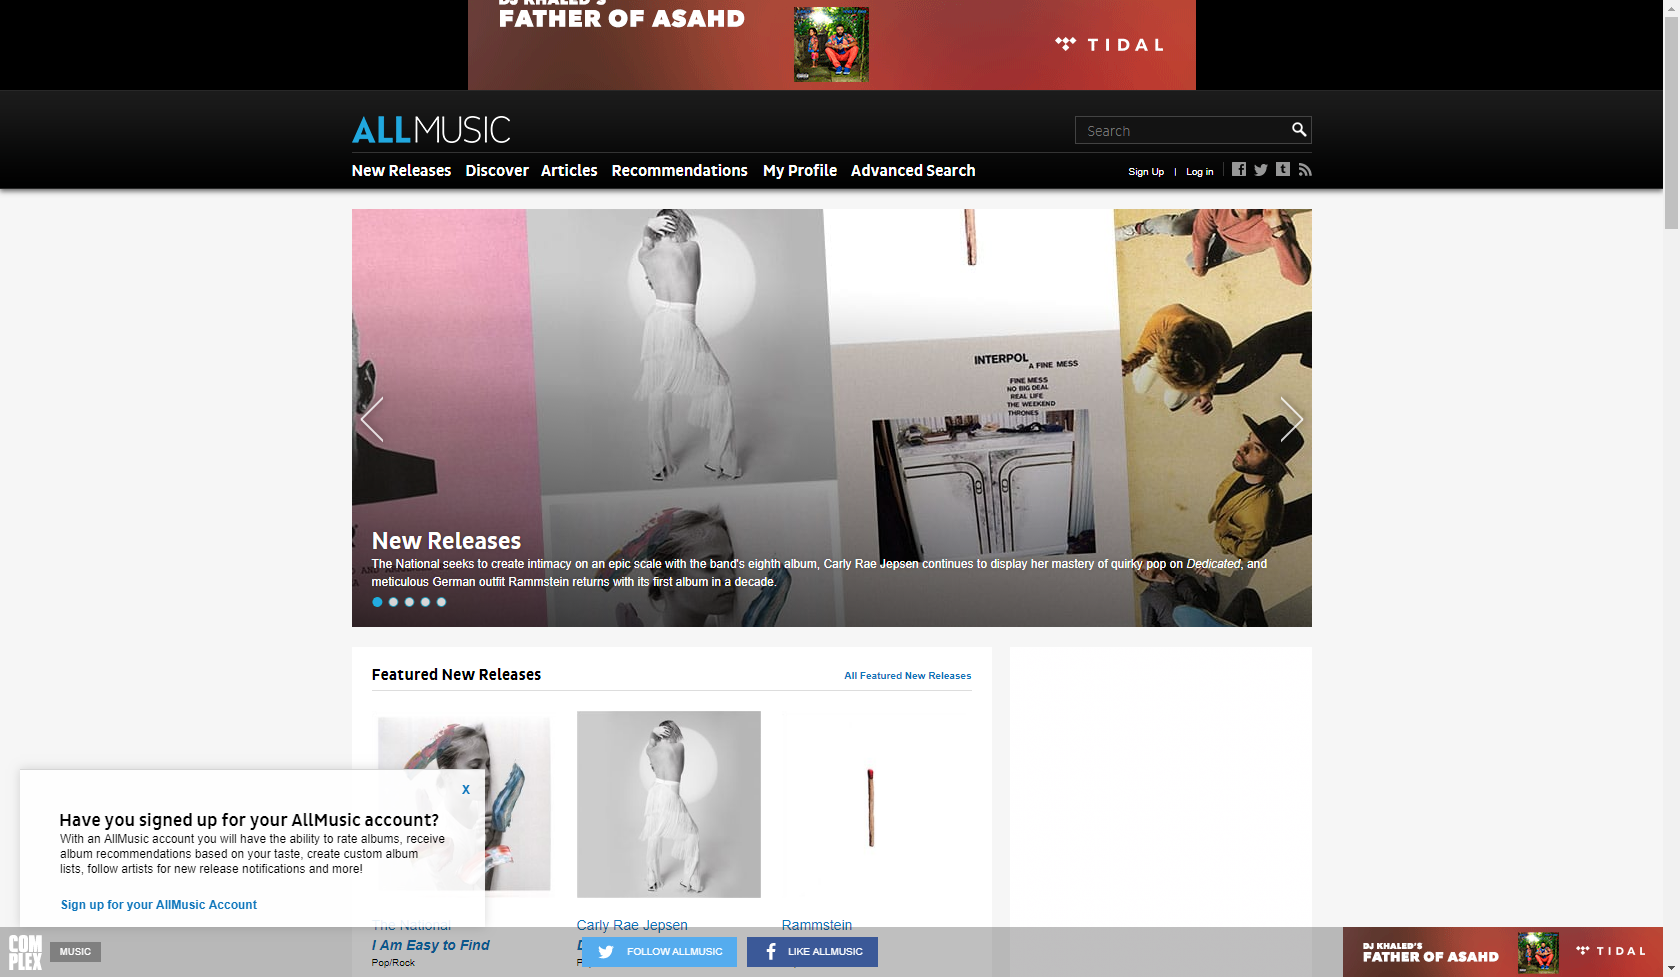 DJ KHALED'S
FATHER OF ASAHD
TIDAL
ALLMUSIC
Search
New Releases Discover Articles Recommendations My Profile Advanced Search
Sign Up | Log in
INTERPOL
A FINE MESS
FINE MESS
NO BIG DEAL
REAL LIFE
THE WEEKEND
THRONES
New Releases
The National seeks to create intimacy on an epic scale with the band's eighth album, Carly Rae Jepsen continues to display her mastery of quirky pop on Dedicated, and
meticulous German outfit Rammstein returns with its first album in a decade.
Featured New Releases
All Featured New Releases
X
Have you signed up for your AllMusic account?
With an AllMusic account you will have the ability to rate albums, receive
album recommendations based on your taste, create custom album
lists, follow artists for new release notifications and more!
Sign up for your AllMusic Account
The National
I Am Easy to Find
Pop/Rock
Carly Rae Jepsen
Rammstein
COM
PLEX
MUSIC
FOLLOW ALLMUSIC
LIKE ALLMUSIC
DJ KHALED'S
FATHER OF ASAHD
TIDAL